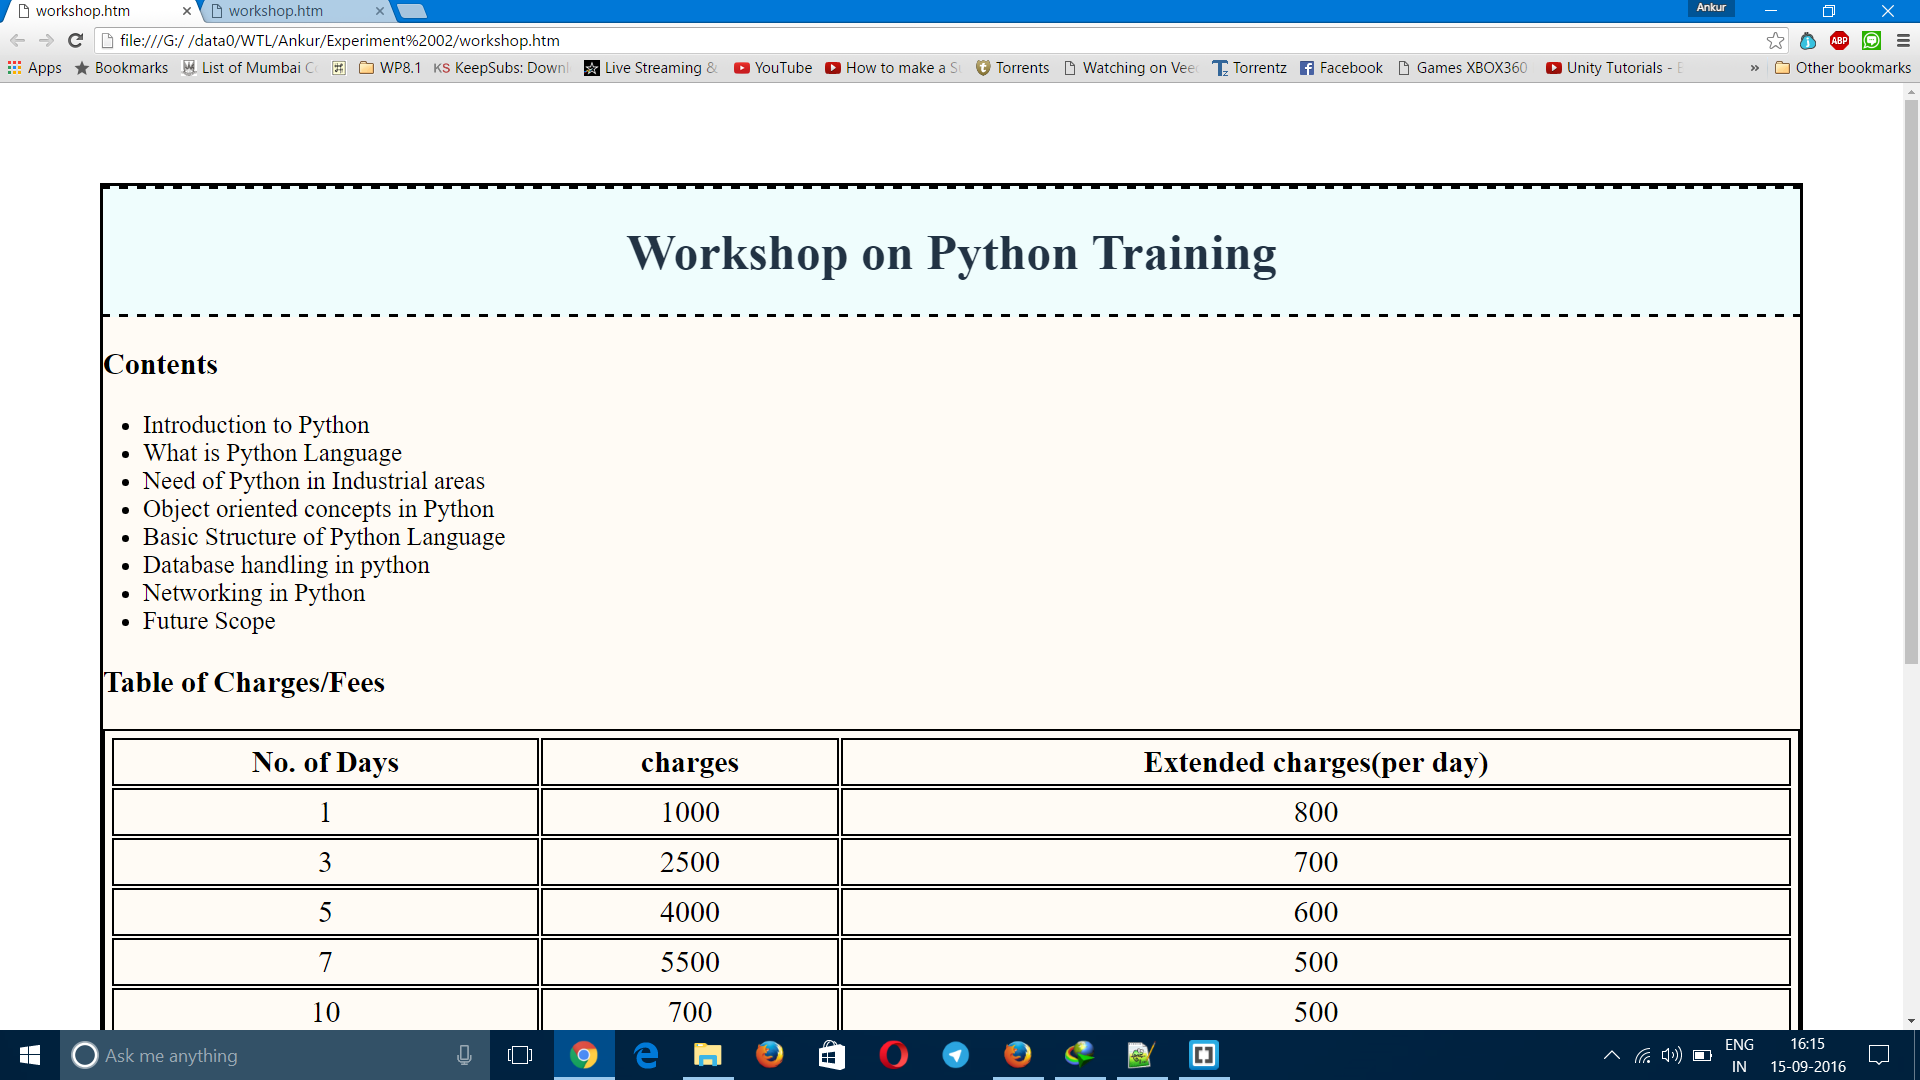 workshop.htm workshop.htm Ankur
file:///G:/ /data0/WTL/Ankur/Experiment%2002/workshop.htm ABP
Apps Bookmarks List of Mumbai WP8.1 KS KeepSubs: Downl Live Streaming & YouTube How to make a Torrents Watching on Vee Torrentz Facebook Games XBOX360 Unity Tutorials - » Other bookmarks
Workshop on Python Training
Contents
• Introduction to Python
• What is Python Language
• Need of Python in Industrial areas
• Object oriented concepts in Python
• Basic Structure of Python Language
• Database handling in python
• Networking in Python
• Future Scope
Table of Charges/Fees
No. of Days charges Extended charges(per day)
1 1000 800
3 2500 700
5 4000 600
7 5500 500
10 700 500
Ask me anything ENG 16:15
IN 15-09-2016